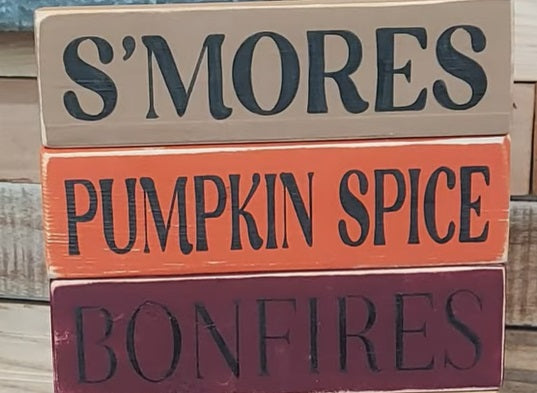 S'MORES
PUMPKIN SPICE
BONFIRES